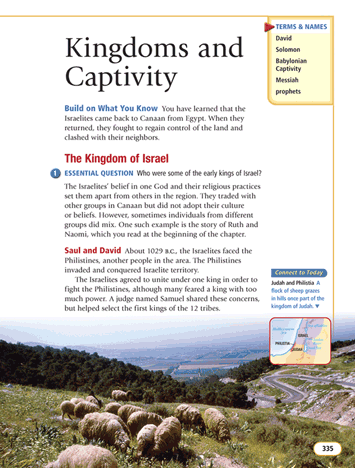 Kingdoms and
Captivity
TERMS & NAMES
David
Solomon
Babylonian
Captivity
Messiah
prophets
Build on What You Know You have learned that the
Israelites came back to Canaan from Egypt. When they
returned, they fought to regain control of the land and
clashed with their neighbors.
The Kingdom of Israel
1 ESSENTIAL QUESTION Who were some of the early kings of Israel?
The Israelites' belief in one God and their religious practices
set them apart from others in the region. They traded with
other groups in Canaan but did not adopt their culture
or beliefs. However, sometimes individuals from different
groups did mix. One such example is the story of Ruth and
Naomi, which you read at the beginning of the chapter.
Saul and David About 1029 B.C., the Israelites faced the
Philistines, another people in the area. The Philistines
invaded and conquered Israelite territory.
The Israelites agreed to unite under one king in order to
fight the Philistines, although many feared a king with too
much power. A judge named Samuel shared these concerns,
but helped select the first kings of the 12 tribes.
Connect to Today
Judah and Philistia A
flock of sheep grazes
in hills once part of the
kingdom of Judah. ▼
ISRAEL
PHILISTIA
JUDAH
335